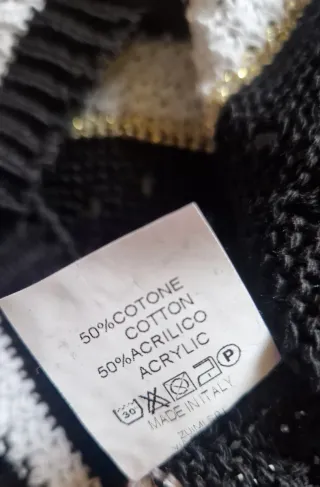 50%COTONE
COTTON
50%ACRILICO
ACRYLIC
30° P
MADE IN ITALY